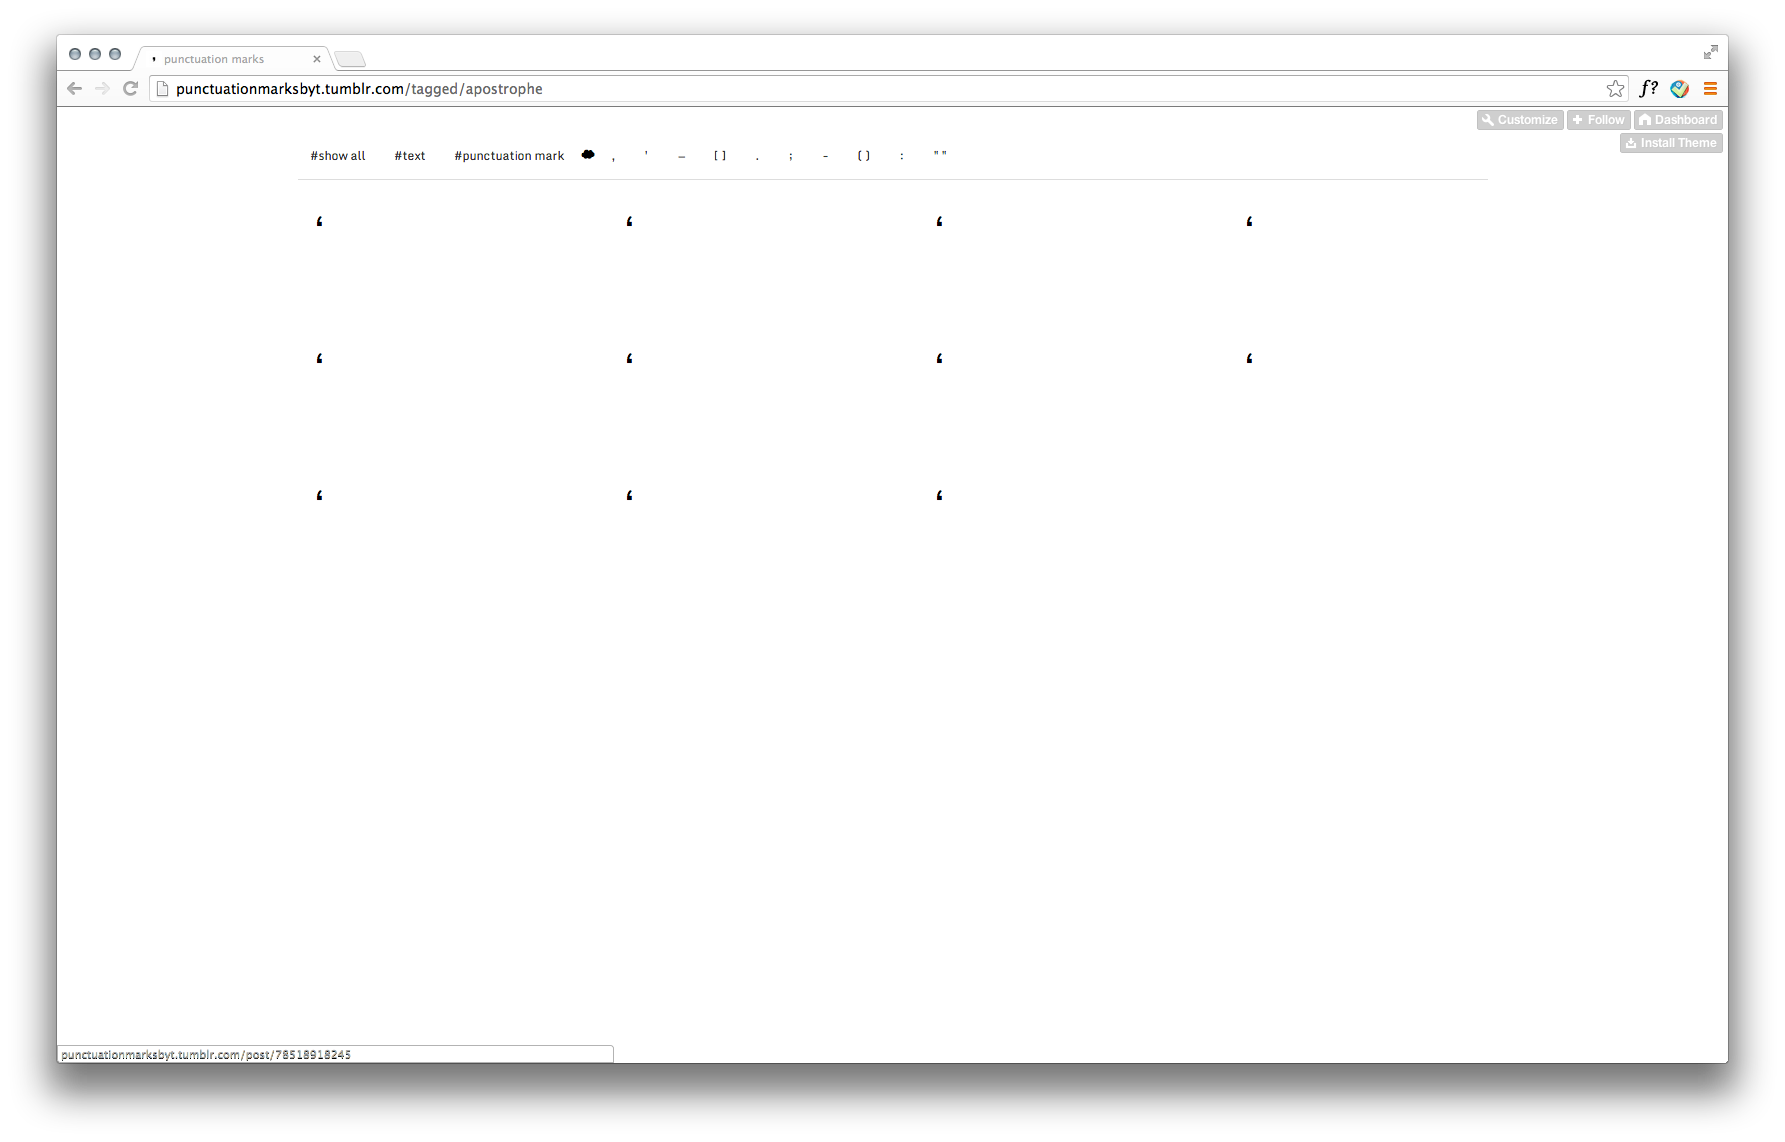 punctuation marks
punctuationmarksbyt.tumblr.com/tagged/apostrophe
f?
Customize Follow Dashboard
Install Theme
#show all #text #punctuation mark , ' – [ ] . ; - ( ) : " "
‘ ‘ ‘ ‘
‘ ‘ ‘ ‘
‘ ‘ ‘
punctuationmarksbyt.tumblr.com/post/78518918245